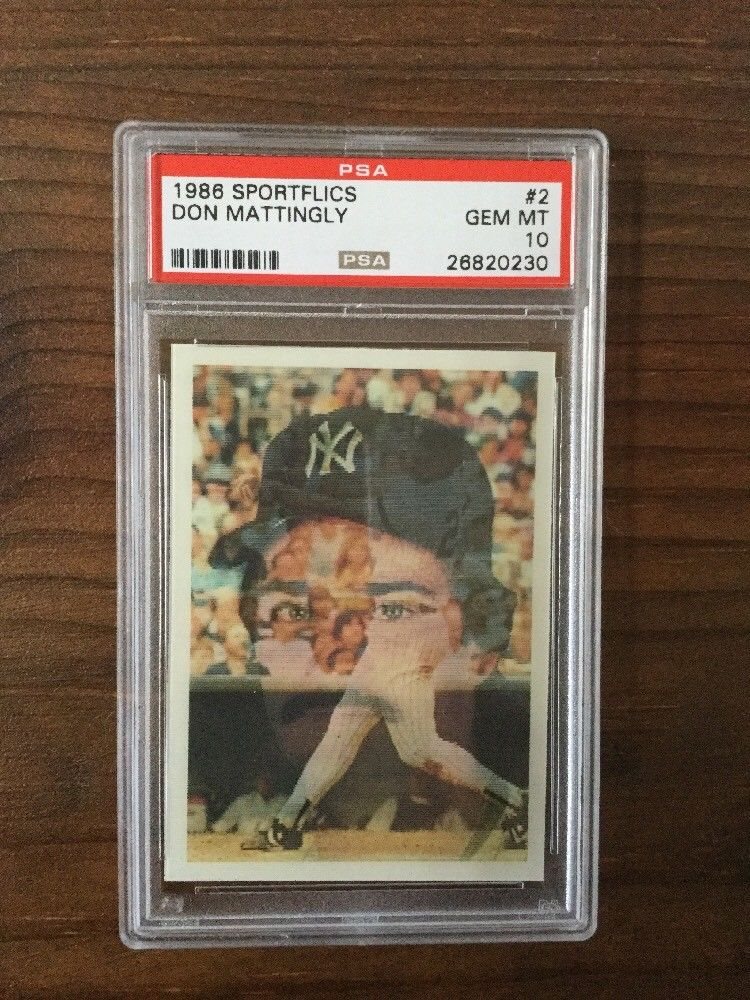 PSA
1986 SPORTFLICS #2
DON MATTINGLY GEM MT
10
PSA 26820230
NY